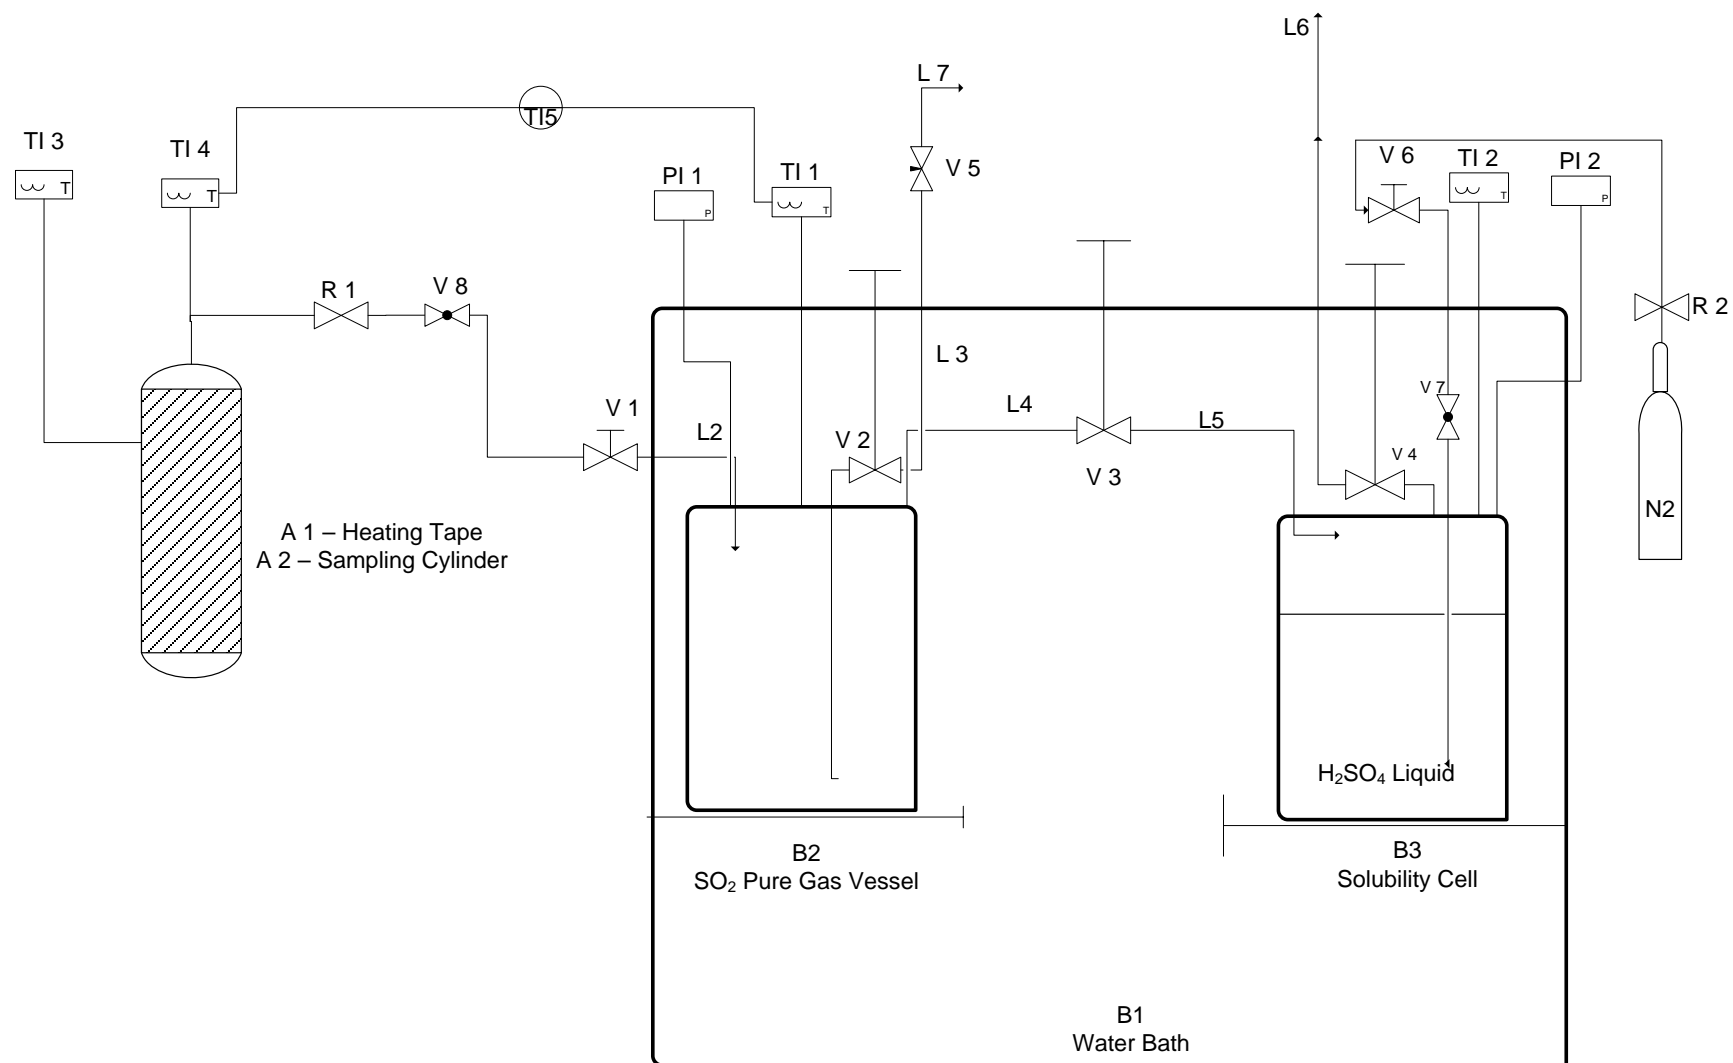 L6
L 7
TI5
TI 3
TI 4
V 5
PI 1
TI 1
V 6
TI 2
PI 2
T
T
P
T
T
P
R 1
V 8
R 2
L 3
V 1
L2
V 2
L4
L5
V 3
V 7
V 4
N2
A 1 – Heating Tape
A 2 – Sampling Cylinder
H₂SO₄ Liquid
B2
SO₂ Pure Gas Vessel
B3
Solubility Cell
B1
Water Bath